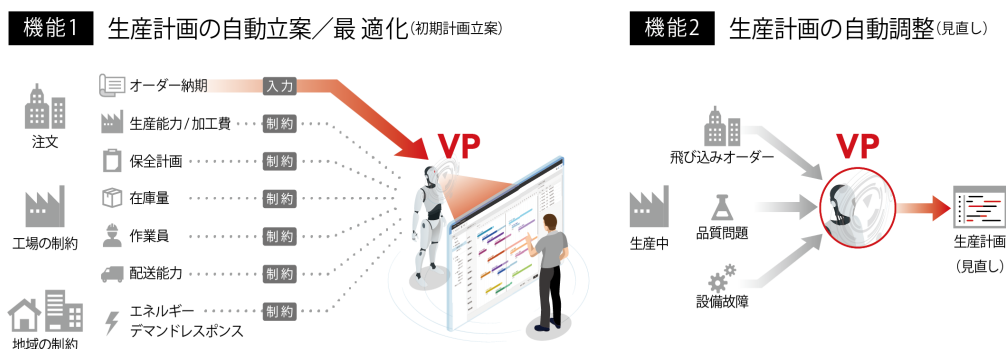 機能1 生産計画の自動立案／最適化(初期計画立案)
注文
工場の制約
地域の制約
オーダー納期 入力
生産能力/加工費 制約
保全計画 制約
在庫量 制約
作業員 制約
配送能力 制約
エネルギー 制約
デマンドレスポンス
VP
機能2 生産計画の自動調整(見直し)
生産中
飛び込みオーダー
品質問題
設備故障
VP
生産計画
(見直し)